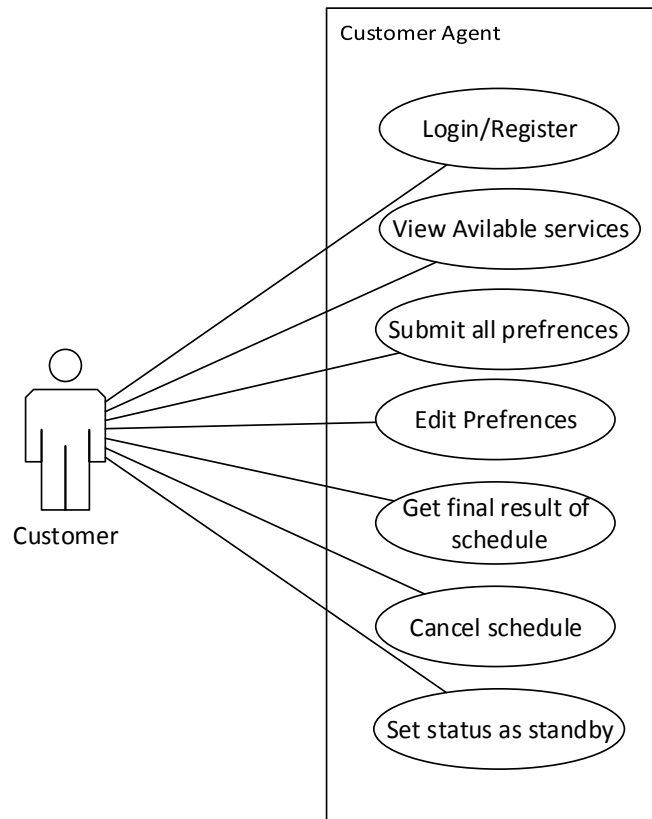 Customer Agent
Login/Register
View Avilable services
Submit all prefrences
Edit Prefrences
Get final result of
schedule
Customer
Cancel schedule
Set status as standby